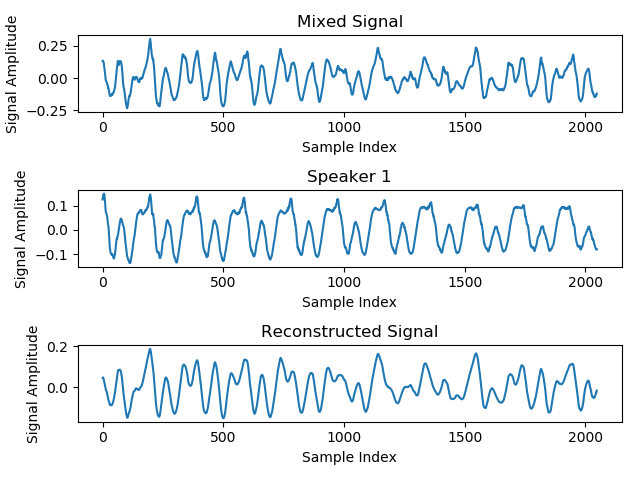 Mixed Signal
Signal Amplitude
0.25
0.00
−0.25
0 500 1000 1500 2000
Sample Index
Speaker 1
Signal Amplitude
0.1
0.0
−0.1
0 500 1000 1500 2000
Sample Index
Reconstructed Signal
Signal Amplitude
0.2
0.0
0 500 1000 1500 2000
Sample Index